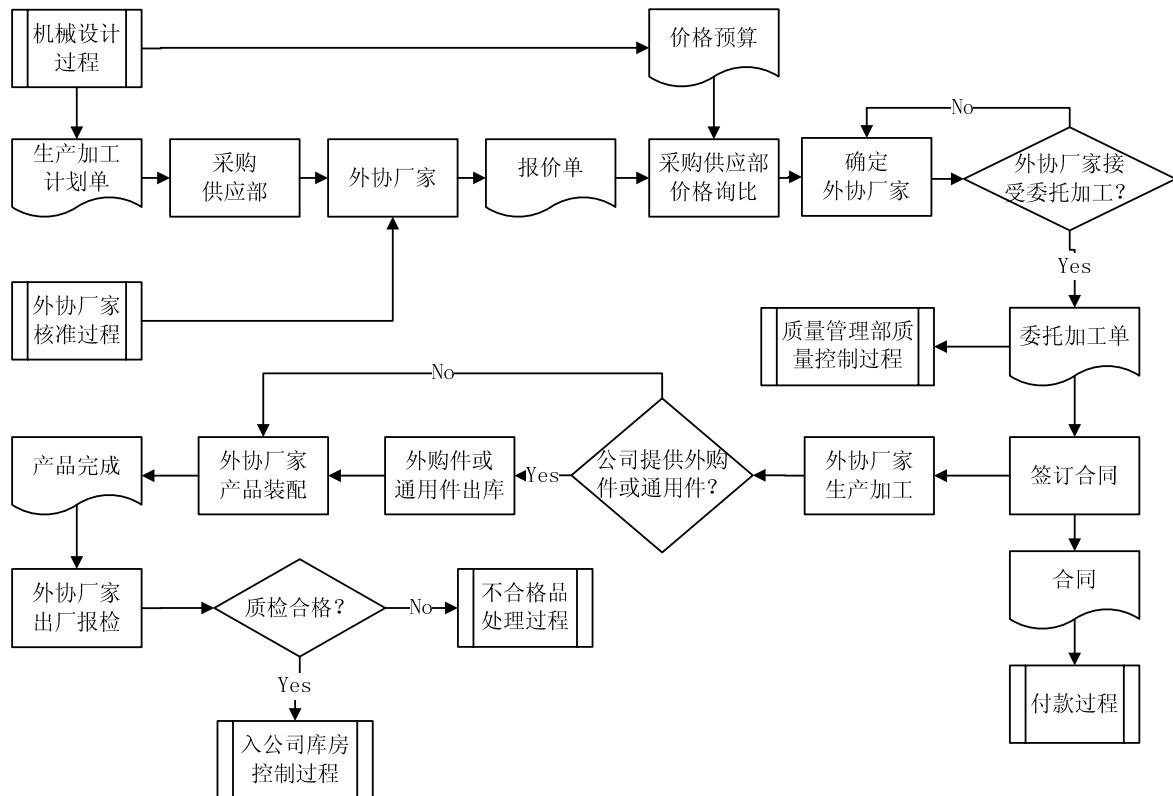 机械设计
过程
价格预算
No
生产加工
计划单
采购
供应部
外协厂家
报价单
采购供应部
价格询比
确定
外协厂家
外协厂家接
受委托加工?
Yes
外协厂家
核准过程
质量管理部质
量控制过程
委托加工单
No
产品完成
外协厂家
产品装配
外购件或
通用件出库
Yes
公司提供外购
件或通用件?
外协厂家
生产加工
签订合同
外协厂家
出厂报检
质检合格?
No
不合格品
处理过程
合同
Yes
付款过程
入公司库房
控制过程